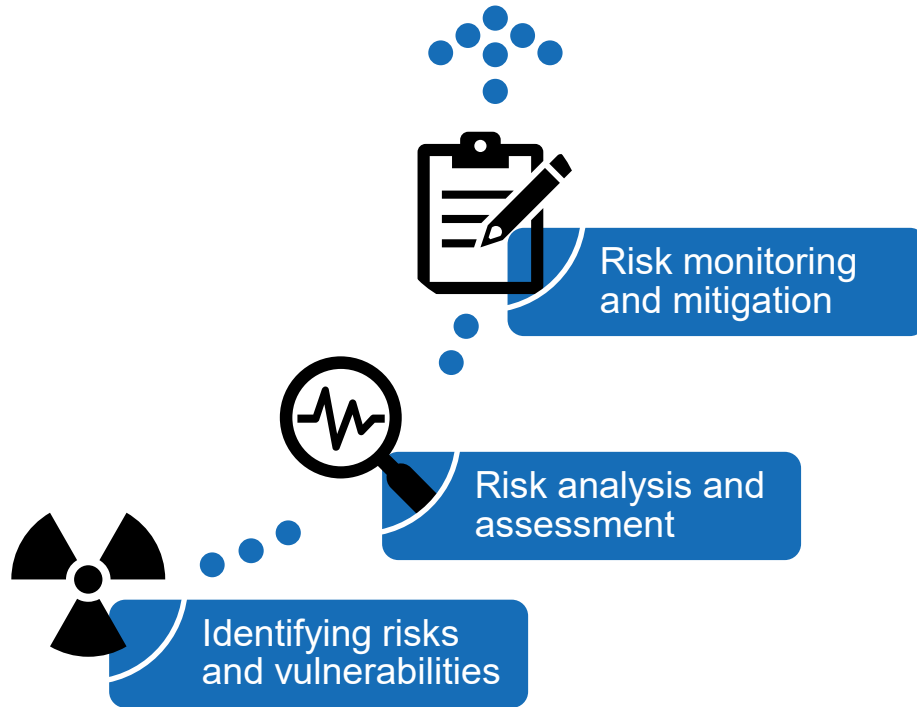 Risk monitoring
and mitigation
Risk analysis and
assessment
Identifying risks
and vulnerabilities